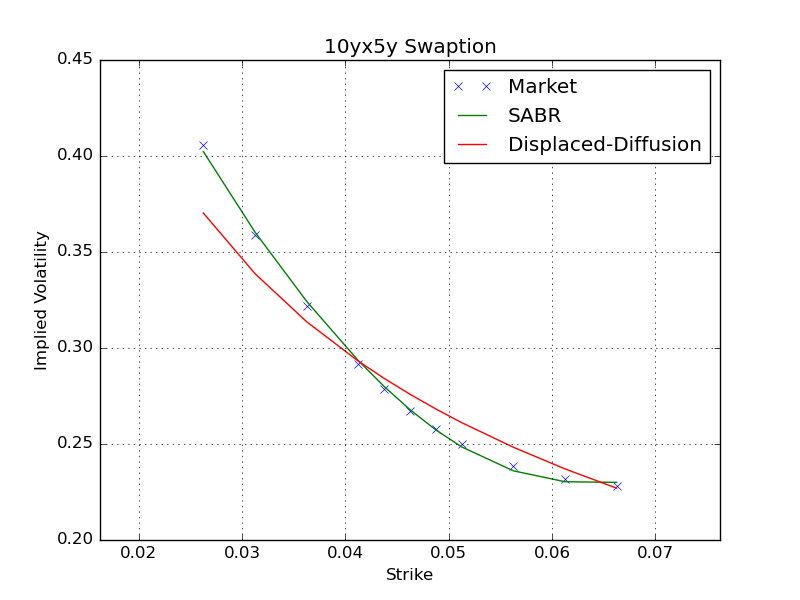 10yx5y Swaption
Market
SABR
Displaced-Diffusion
0.45
0.40
0.35
0.30
0.25
0.20
Implied Volatility
0.02 0.03 0.04 0.05 0.06 0.07
Strike